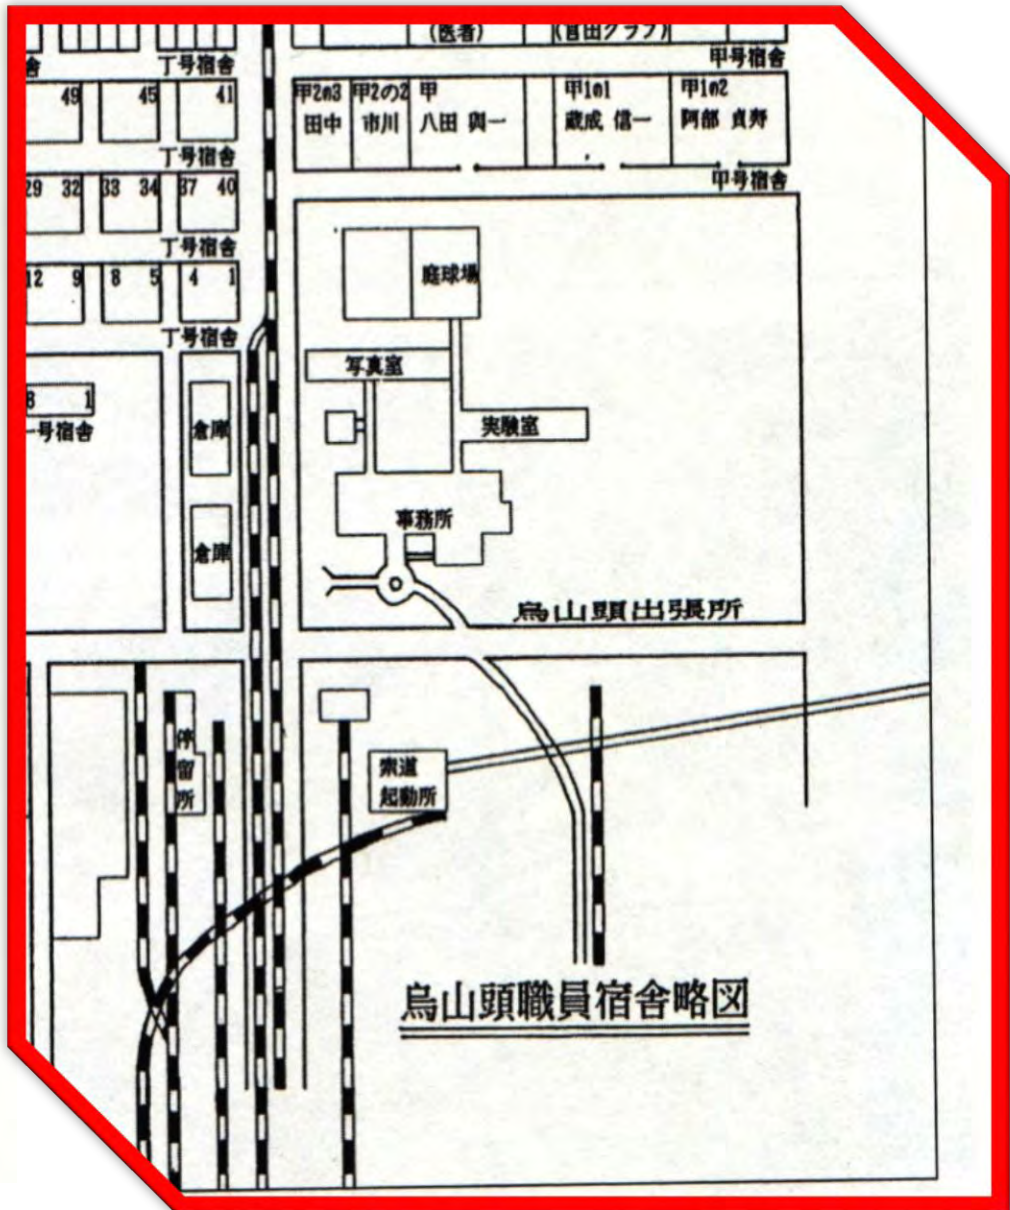 (医者)
舎
丁号宿舎
甲号宿舎
49 45 41
甲2の3 甲2の2 甲 甲1の1 甲1の2
田中 市川 八田 與一 蔵成 信一 阿部 貞寿
丁号宿舎
甲号宿舎
29 32 33 34 37 40
丁号宿舎
12 9 8 5 4 1
庭球場
丁号宿舎
写真室
8 1
号宿舎
倉庫
実験室
事務所
倉庫
烏山頭出張所
停留所
索道
起動所
烏山頭職員宿舎略図